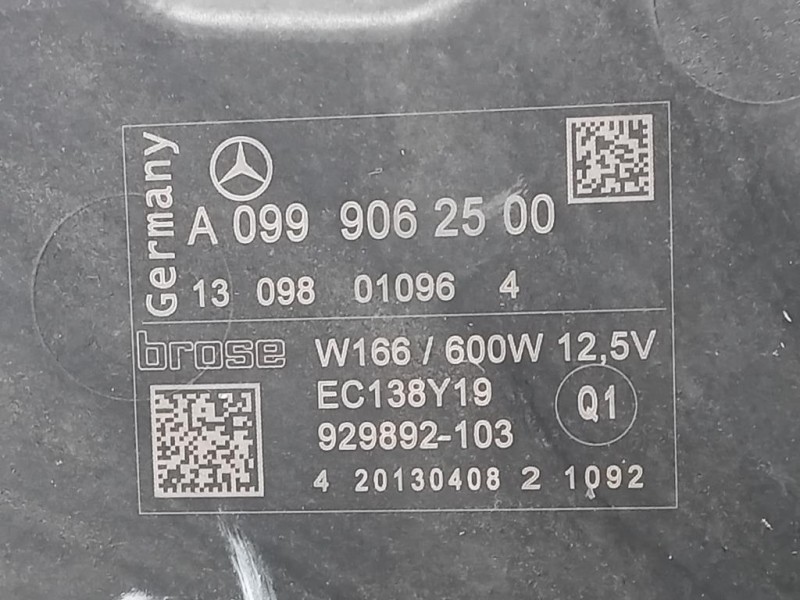 Germany
A 099 906 25 00
13 098 01096 4
brose W166 / 600W 12,5V
EC138Y19
Q1
929892-103
4 20130408 2 1092